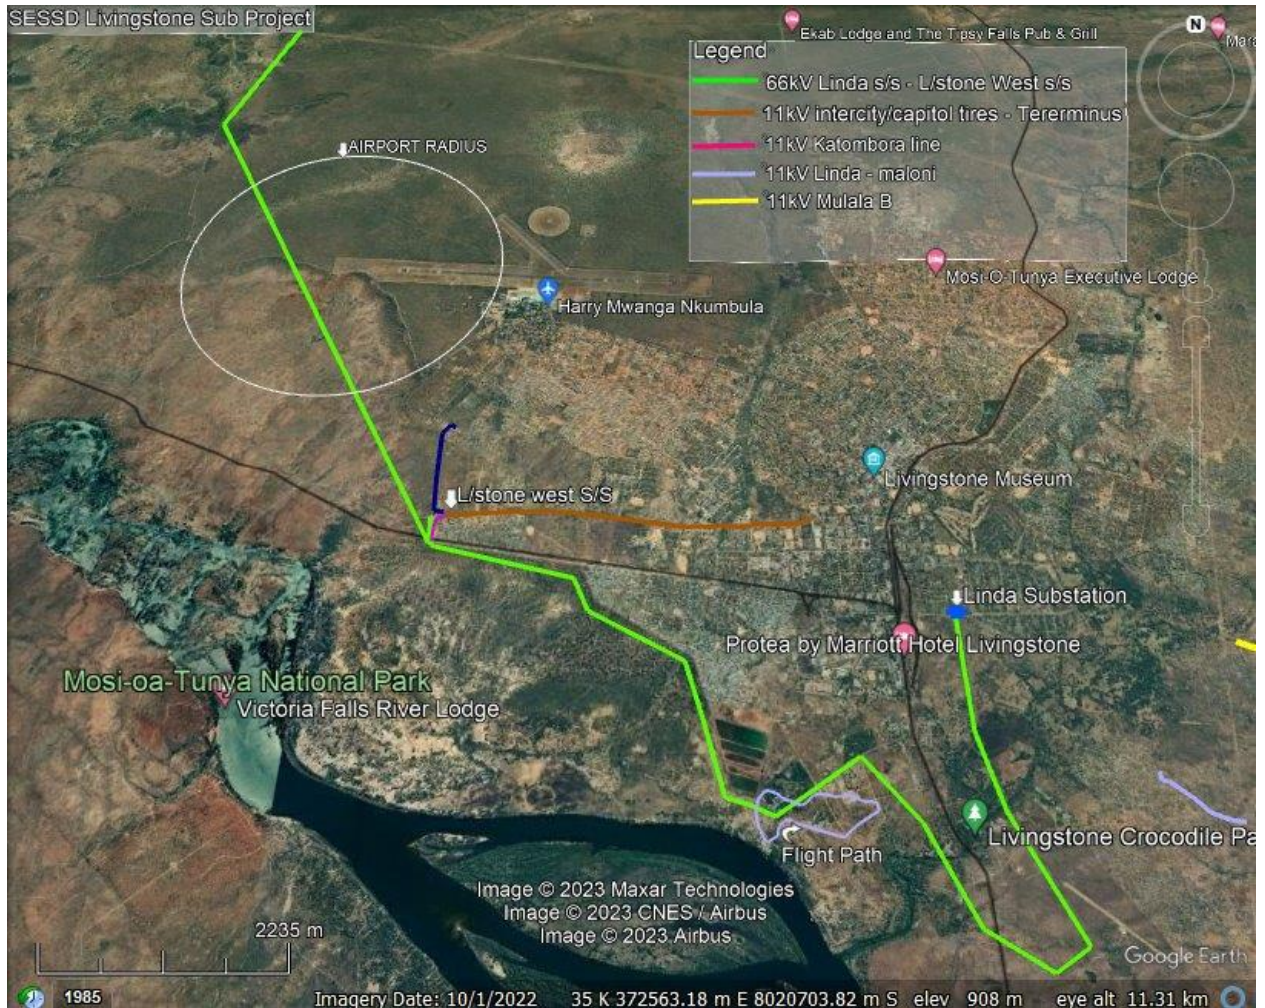 SESSD Livingstone Sub Project
Ekab Lodge and The Tipsy Falls Pub & Grill
N
Mara
Legend
66kV Linda s/s - L/stone West s/s
11kV intercity/capitol tires - Tererminus
11kV Katombora line
11kV Linda - maloni
11kV Mulala B
AIRPORT RADIUS
Mosi-O-Tunya Executive Lodge
Harry Mwanga Nkumbula
Livingstone Museum
L/stone west S/S
Linda Substation
Protea by Marriott Hotel Livingstone
Mosi-oa-Tunya National Park
Victoria Falls River Lodge
Livingstone Crocodile Pa
Flight Path
Image © 2023 Maxar Technologies
Image © 2023 CNES / Airbus
Image © 2023 Airbus
2235 m
Google Earth
1985
Imagery Date: 10/1/2022 35 K 372563.18 m E 8020703.82 m S elev 908 m eye alt 11.31 km